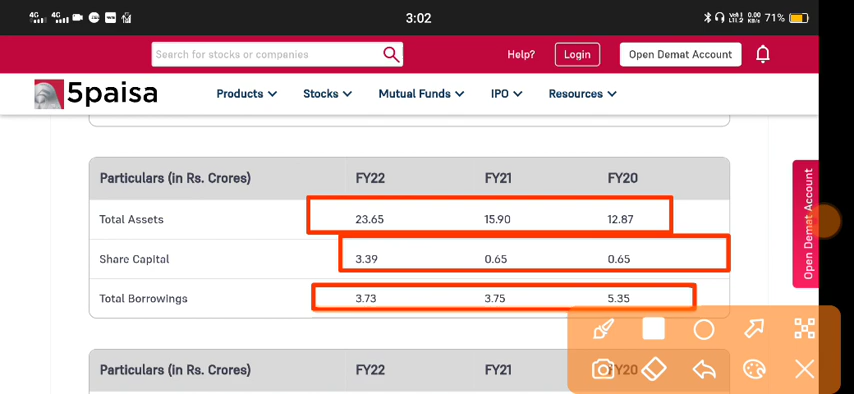 4G 4G 3:02 71%
Search for stocks or companies Help? Login Open Demat Account
5paisa Products Stocks Mutual Funds IPO Resources
Particulars (in Rs. Crores) FY22 FY21 FY20
Total Assets 23.65 15.90 12.87
Share Capital 3.39 0.65 0.65
Total Borrowings 3.73 3.75 5.35
Open Demat Account
Particulars (in Rs. Crores) FY22 FY21 FY20